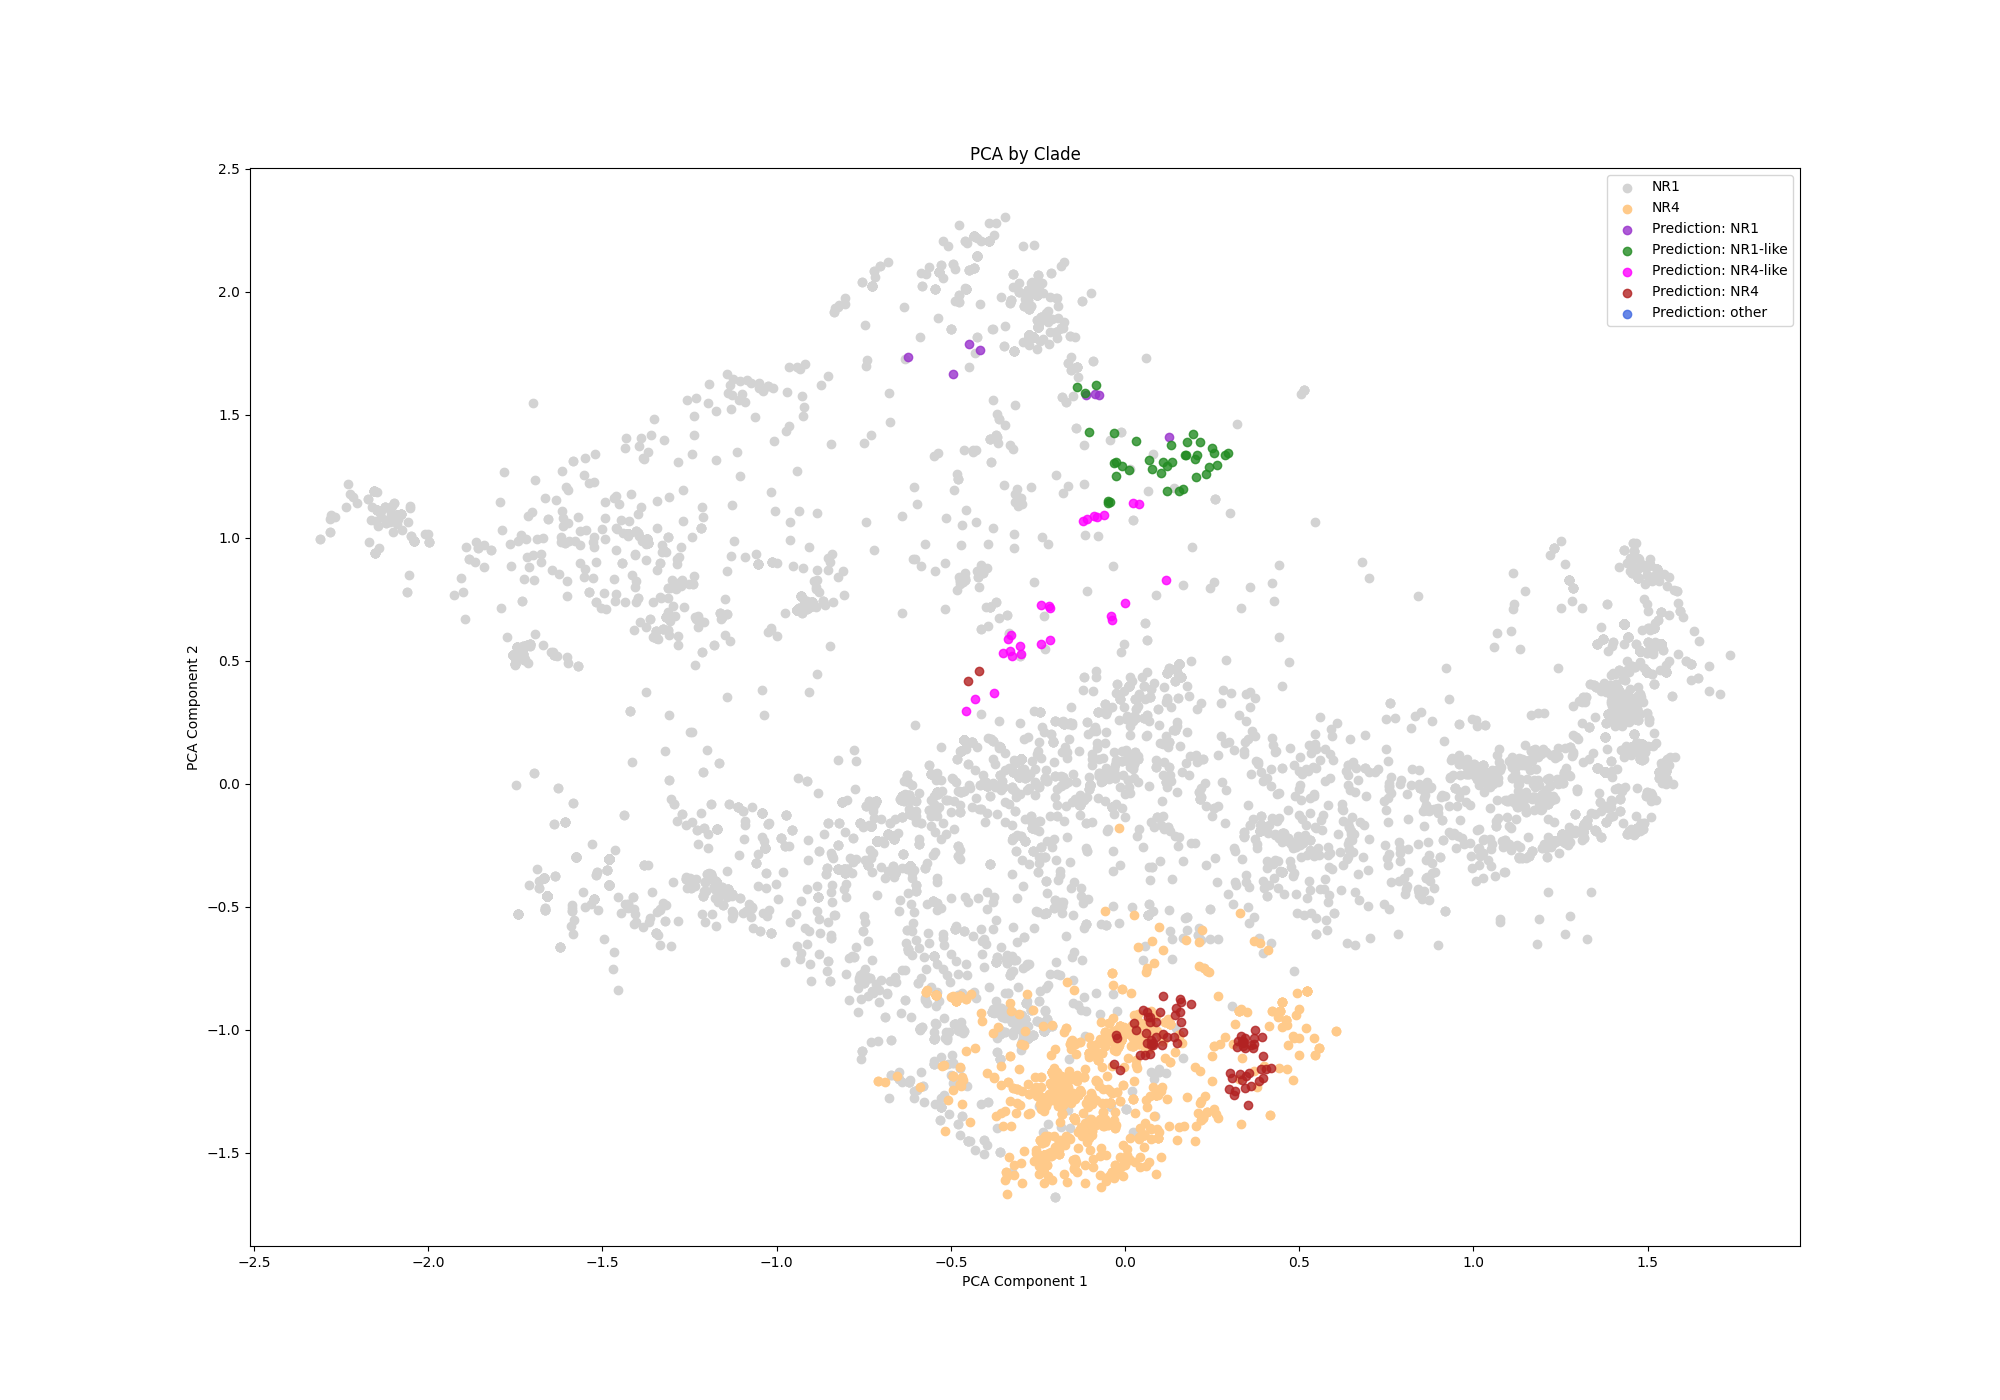 PCA by Clade
NR1
NR4
Prediction: NR1
Prediction: NR1-like
Prediction: NR4-like
Prediction: NR4
Prediction: other
PCA Component 2
2.5
2.0
1.5
1.0
0.5
0.0
−0.5
−1.0
−1.5
−2.5
−2.0
−1.5
−1.0
−0.5
0.0
0.5
1.0
1.5
PCA Component 1